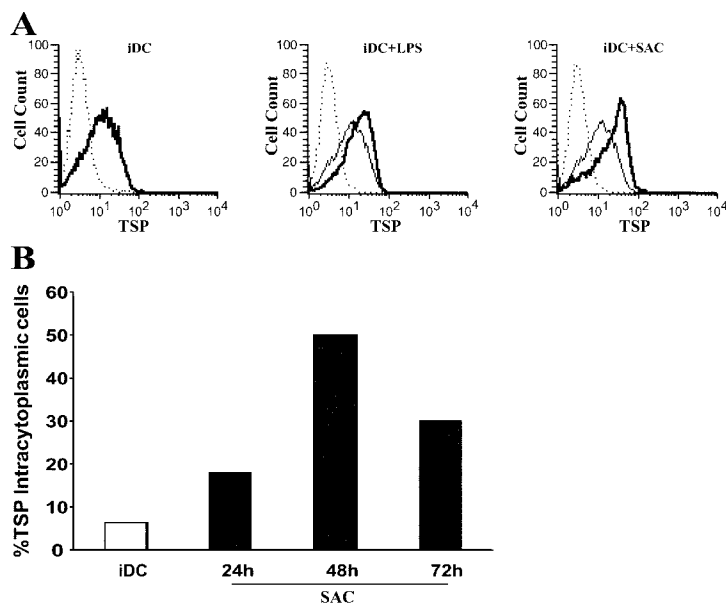 A
iDC
iDC+LPS
iDC+SAC
100
80
60
40
20
0
Cell Count
10^0 10^1 10^2 10^3 10^4
TSP
100
80
60
40
20
0
Cell Count
10^0 10^1 10^2 10^3 10^4
TSP
100
80
60
40
20
0
Cell Count
10^0 10^1 10^2 10^3 10^4
TSP
B
%TSP Intracytoplasmic cells
60
50
40
30
20
10
0
iDC 24h 48h 72h
SAC